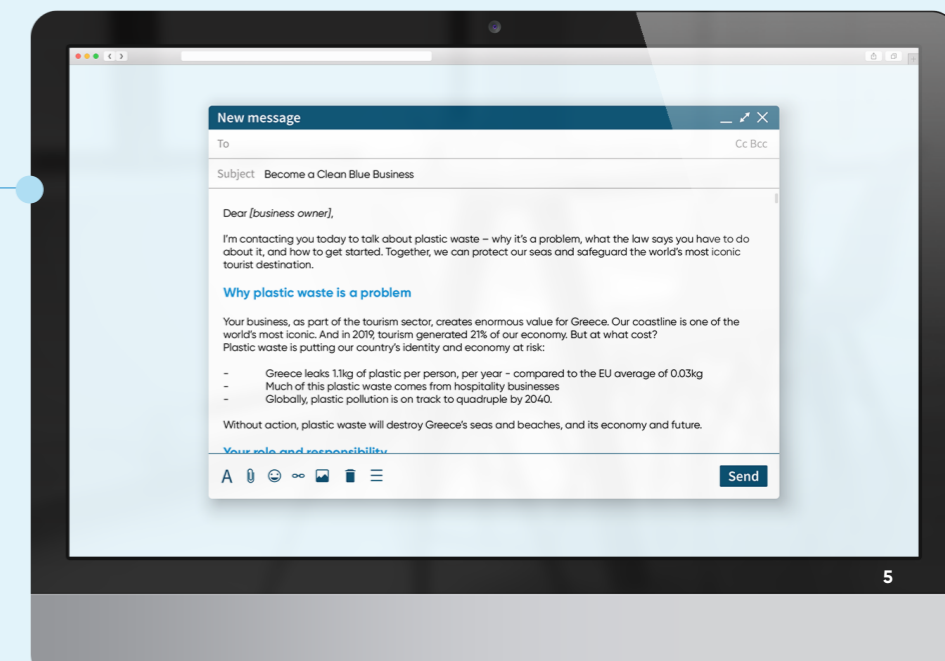 New message
To Cc Bcc
Subject Become a Clean Blue Business
Dear [business owner],
I'm contacting you today to talk about plastic waste – why it's a problem, what the law says you have to do
about it, and how to get started. Together, we can protect our seas and safeguard the world's most iconic
tourist destination.
Why plastic waste is a problem
Your business, as part of the tourism sector, creates enormous value for Greece. Our coastline is one of the
world's most iconic. And in 2019, tourism generated 21% of our economy. But at what cost?
Plastic waste is putting our country's identity and economy at risk:
- Greece leaks 1.1kg of plastic per person, per year - compared to the EU average of 0.03kg
- Much of this plastic waste comes from hospitality businesses
- Globally, plastic pollution is on track to quadruple by 2040.
Without action, plastic waste will destroy Greece's seas and beaches, and its economy and future.
Your role and responsibility
A
Send
5